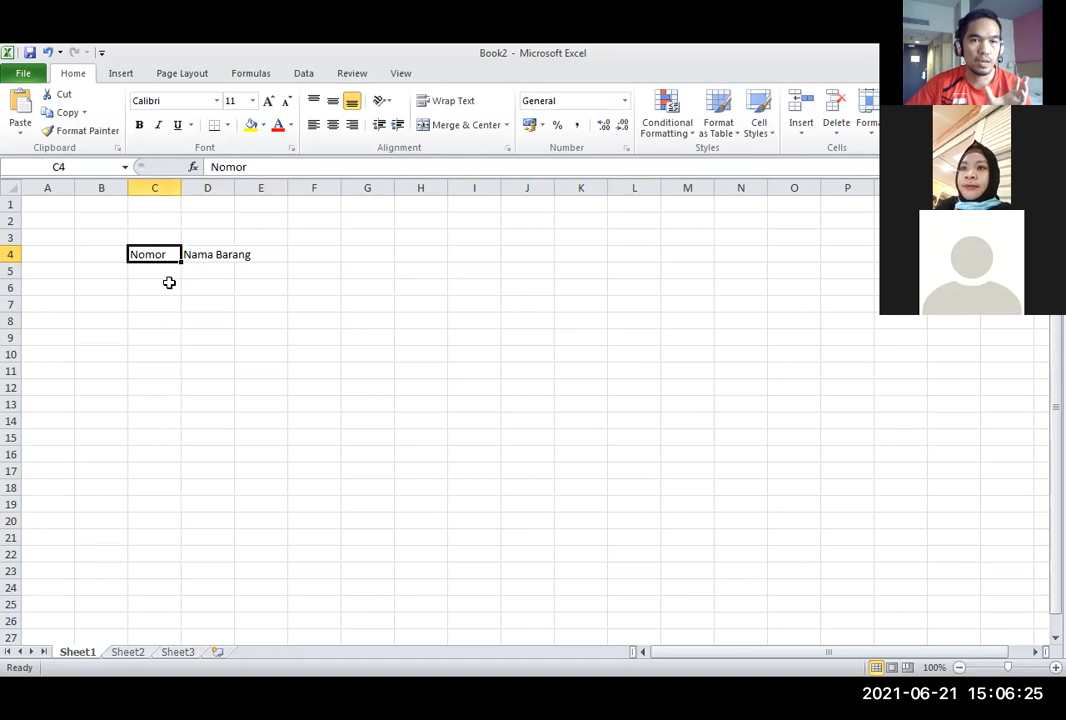 Book2 - Microsoft Excel
File Home Insert Page Layout Formulas Data Review View
Cut
Calibri 11 A A Wrap Text General
Copy
Paste Format Painter B I U Merge & Center % , Conditional Formatting Format as Table Cell Styles Insert Delete Forma
Clipboard Font Alignment Number Styles Cells
C4 fx Nomor
A B C D E F G H I J K L M N O P
1
2
3
4 Nomor Nama Barang
5
6
7
8
9
10
11
12
13
14
15
16
17
18
19
20
21
22
23
24
25
26
27
Sheet1 Sheet2 Sheet3
Ready 100%
2021-06-21 15:06:25